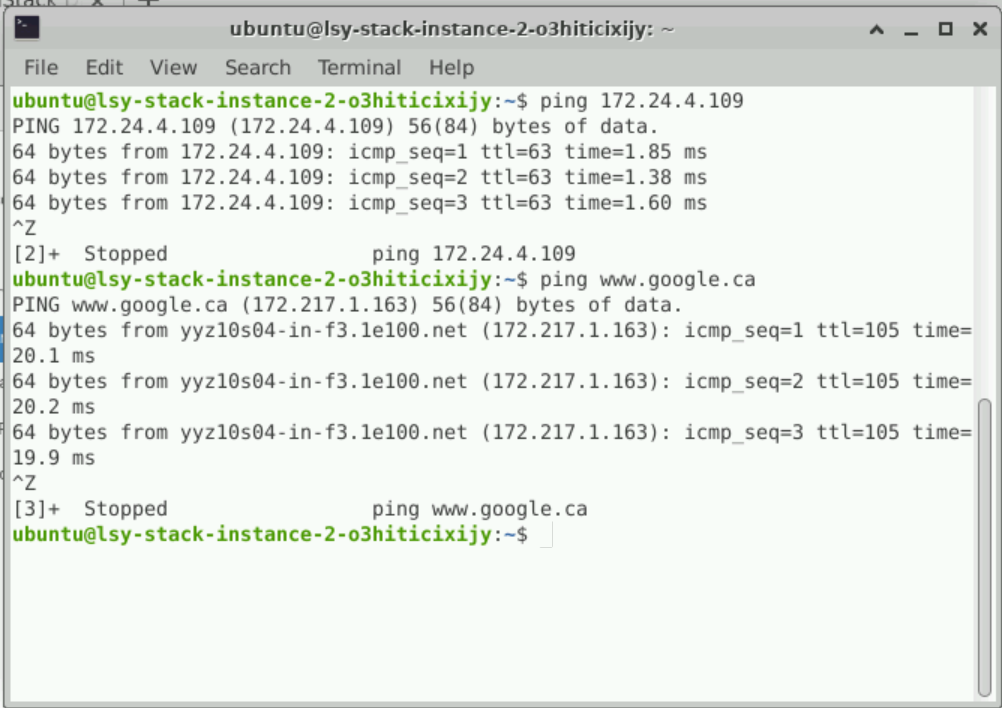 ubuntu@lsy-stack-instance-2-o3hiticixijy: ~
File Edit View Search Terminal Help
ubuntu@lsy-stack-instance-2-o3hiticixijy:~$ ping 172.24.4.109
PING 172.24.4.109 (172.24.4.109) 56(84) bytes of data.
64 bytes from 172.24.4.109: icmp_seq=1 ttl=63 time=1.85 ms
64 bytes from 172.24.4.109: icmp_seq=2 ttl=63 time=1.38 ms
64 bytes from 172.24.4.109: icmp_seq=3 ttl=63 time=1.60 ms
^Z
[2]+  Stopped                 ping 172.24.4.109
ubuntu@lsy-stack-instance-2-o3hiticixijy:~$ ping www.google.ca
PING www.google.ca (172.217.1.163) 56(84) bytes of data.
64 bytes from yyz10s04-in-f3.1e100.net (172.217.1.163): icmp_seq=1 ttl=105 time=
20.1 ms
64 bytes from yyz10s04-in-f3.1e100.net (172.217.1.163): icmp_seq=2 ttl=105 time=
20.2 ms
64 bytes from yyz10s04-in-f3.1e100.net (172.217.1.163): icmp_seq=3 ttl=105 time=
19.9 ms
^Z
[3]+  Stopped                 ping www.google.ca
ubuntu@lsy-stack-instance-2-o3hiticixijy:~$